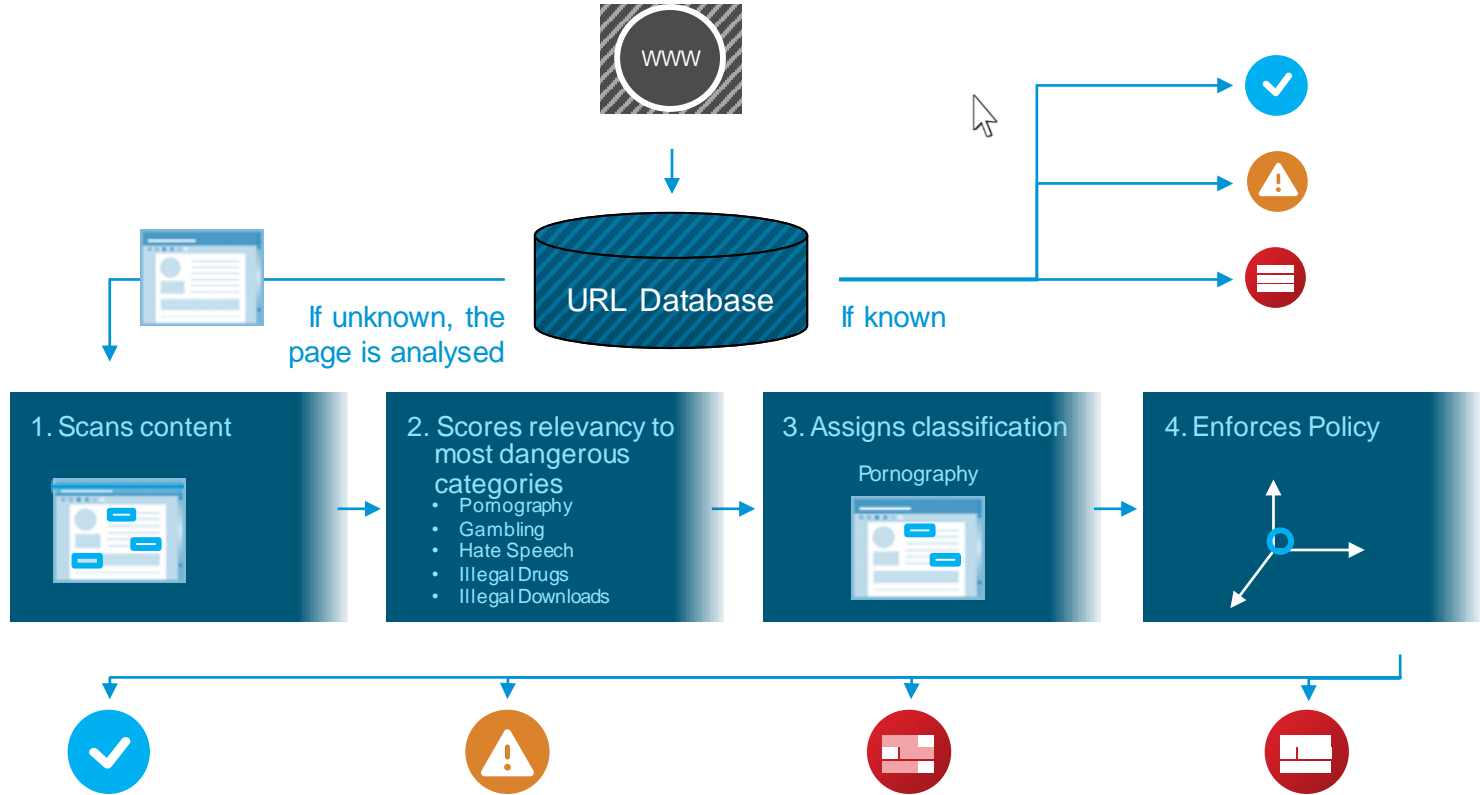 www
URL Database
If unknown, the
page is analysed
If known
1. Scans content
2. Scores relevancy to
most dangerous
categories
• Pornography
• Gambling
• Hate Speech
• Illegal Drugs
• Illegal Downloads
3. Assigns classification
Pornography
4. Enforces Policy